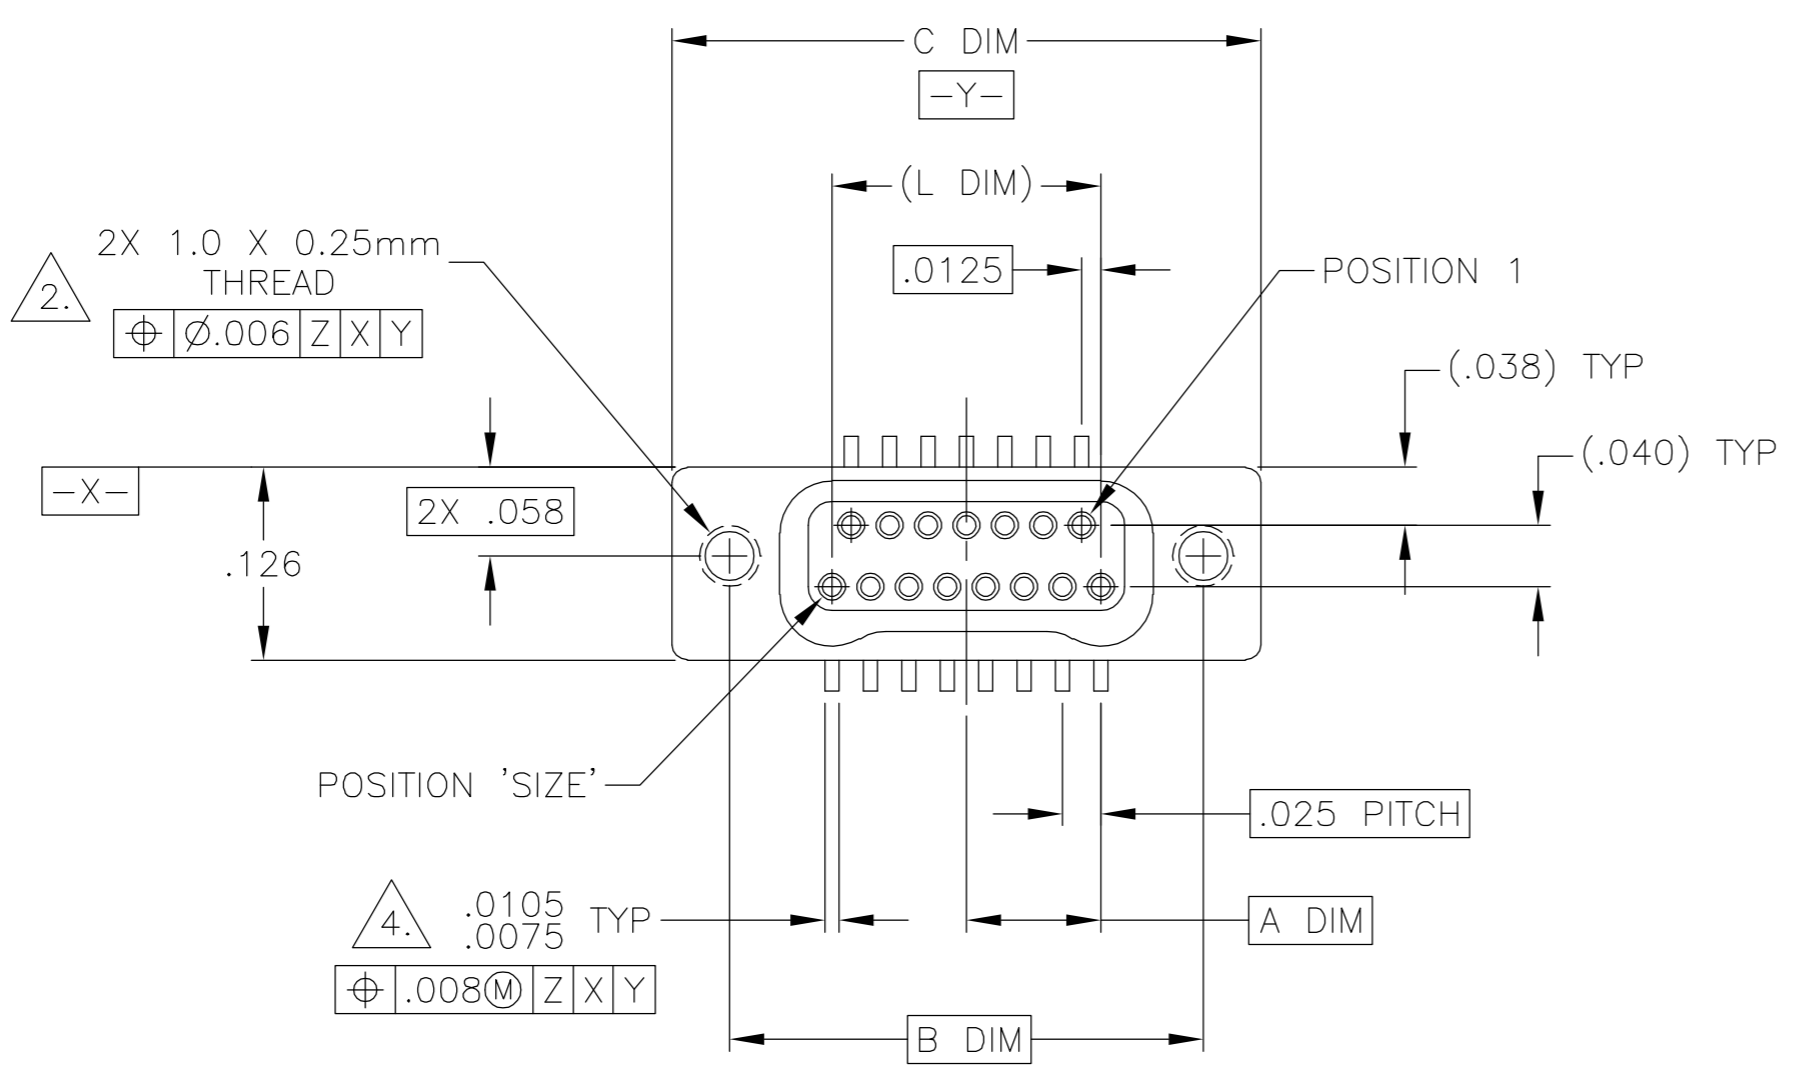 C DIM
-Y-
(L DIM)
2X 1.0 X 0.25mm
THREAD
2.
⌖ Ø.006 Z X Y
.0125
POSITION 1
(.038) TYP
(.040) TYP
-X-
2X .058
.126
POSITION 'SIZE'
.025 PITCH
4.
.0105
.0075
TYP
⌖ .008Ⓜ Z X Y
A DIM
B DIM